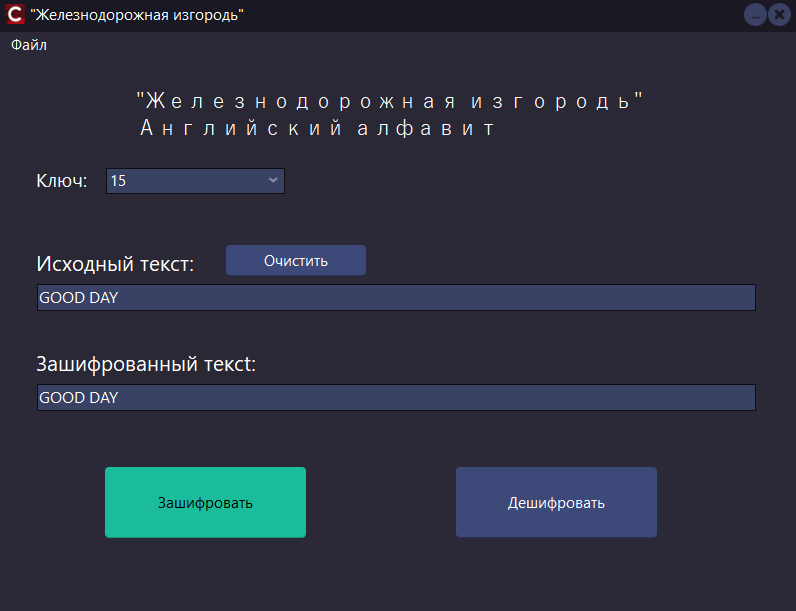 C "Железнодорожная изгородь"
Файл
"Железнодорожная изгородь"
Английский алфавит
Ключ: 15
Исходный текст: Очистить
GOOD DAY
Зашифрованный текст:
GOOD DAY
Зашифровать Дешифровать